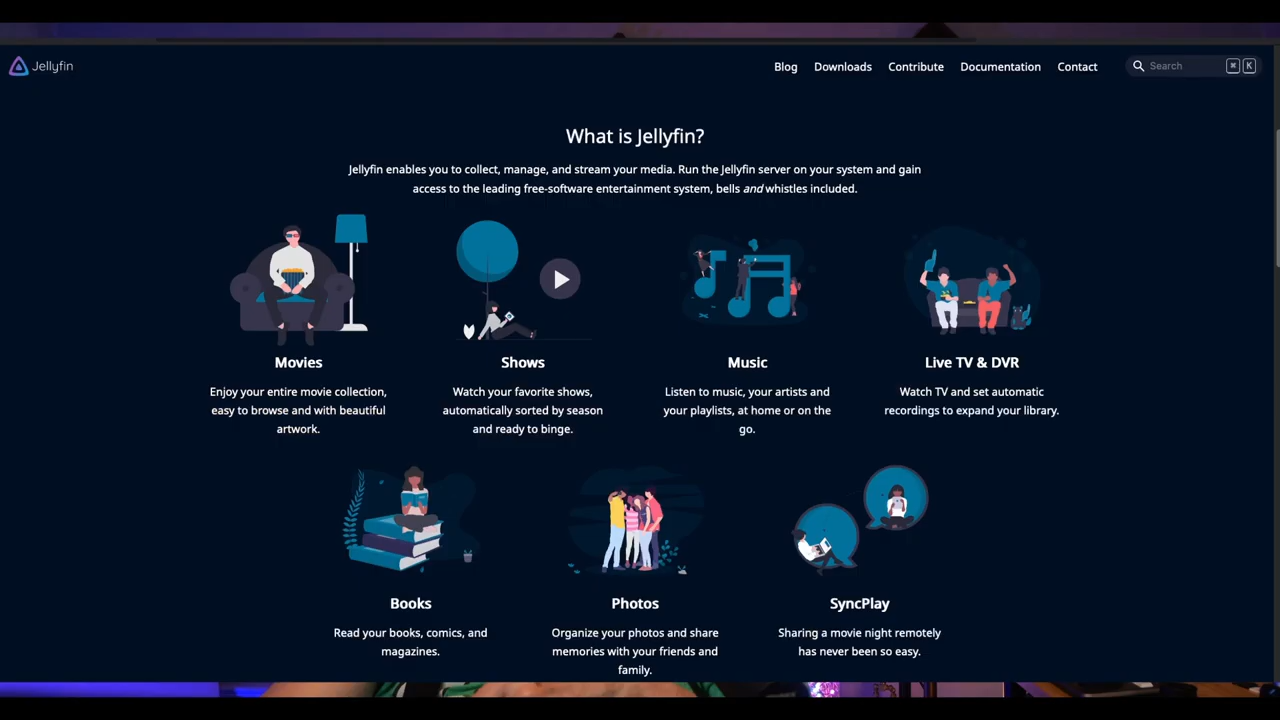 Jellyfin
Blog
Downloads
Contribute
Documentation
Contact
Search
⌘ K
What is Jellyfin?
Jellyfin enables you to collect, manage, and stream your media. Run the Jellyfin server on your system and gain
access to the leading free-software entertainment system, bells and whistles included.
Movies
Enjoy your entire movie collection,
easy to browse and with beautiful
artwork.
Shows
Watch your favorite shows,
automatically sorted by season
and ready to binge.
Music
Listen to music, your artists and
your playlists, at home or on the
go.
Live TV & DVR
Watch TV and set automatic
recordings to expand your library.
Books
Read your books, comics, and
magazines.
Photos
Organize your photos and share
memories with your friends and
family.
SyncPlay
Sharing a movie night remotely
has never been so easy.